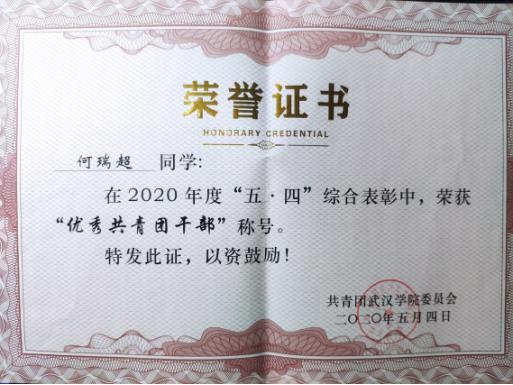 荣誉证书
HONORARY CREDENTIAL
何瑞超 同学:
在2020年度“五·四”综合表彰中，荣获
“优秀共青团干部”称号。
特发此证，以资鼓励！
共青团武汉学院委员会
二〇二〇年五月四日